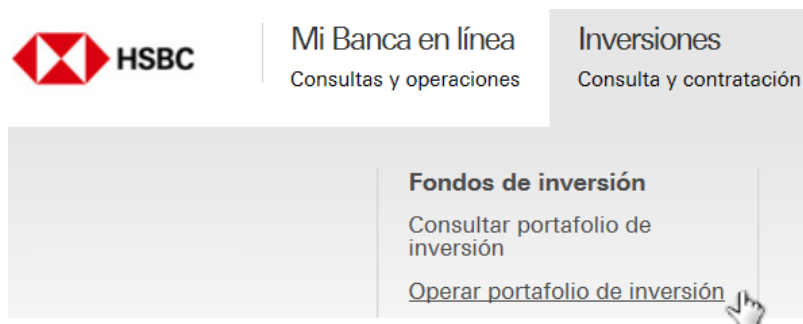 HSBC
Mi Banca en línea
Consultas y operaciones
Inversiones
Consulta y contratación
Fondos de inversión
Consultar portafolio de
inversión
Operar portafolio de inversión